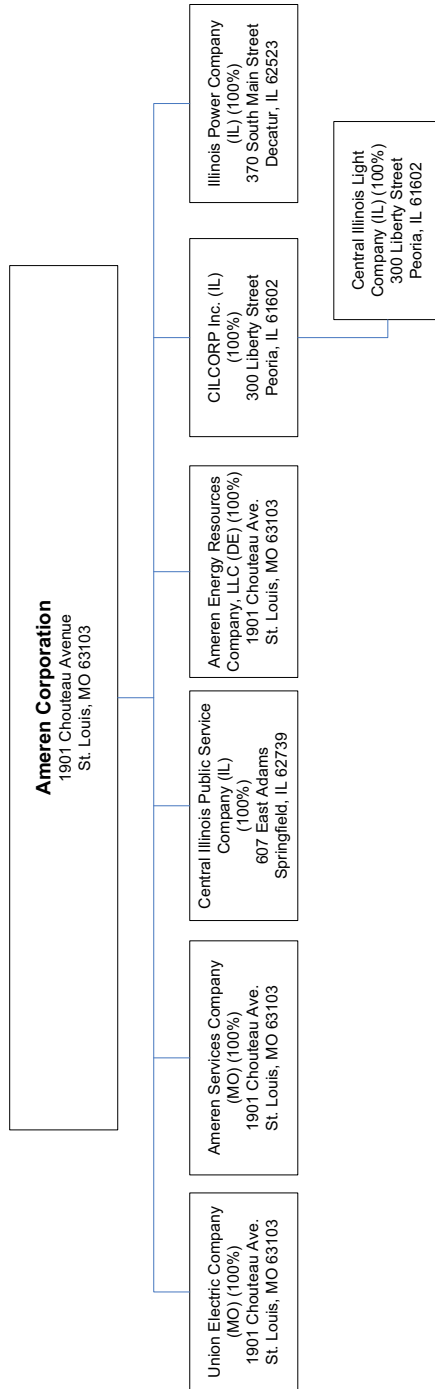 Ameren Corporation
1901 Chouteau Avenue
St. Louis, MO 63103
Union Electric Company
(MO) (100%)
1901 Chouteau Ave.
St. Louis, MO 63103
Ameren Services Company
(MO) (100%)
1901 Chouteau Ave.
St. Louis, MO 63103
Central Illinois Public Service
Company (IL)
(100%)
607 East Adams
Springfield, IL 62739
Ameren Energy Resources
Company, LLC (DE) (100%)
1901 Chouteau Ave.
St. Louis, MO 63103
CILCORP Inc. (IL)
(100%)
300 Liberty Street
Peoria, IL 61602
Illinois Power Company
(IL) (100%)
370 South Main Street
Decatur, IL 62523
Central Illinois Light
Company (IL) (100%)
300 Liberty Street
Peoria, IL 61602